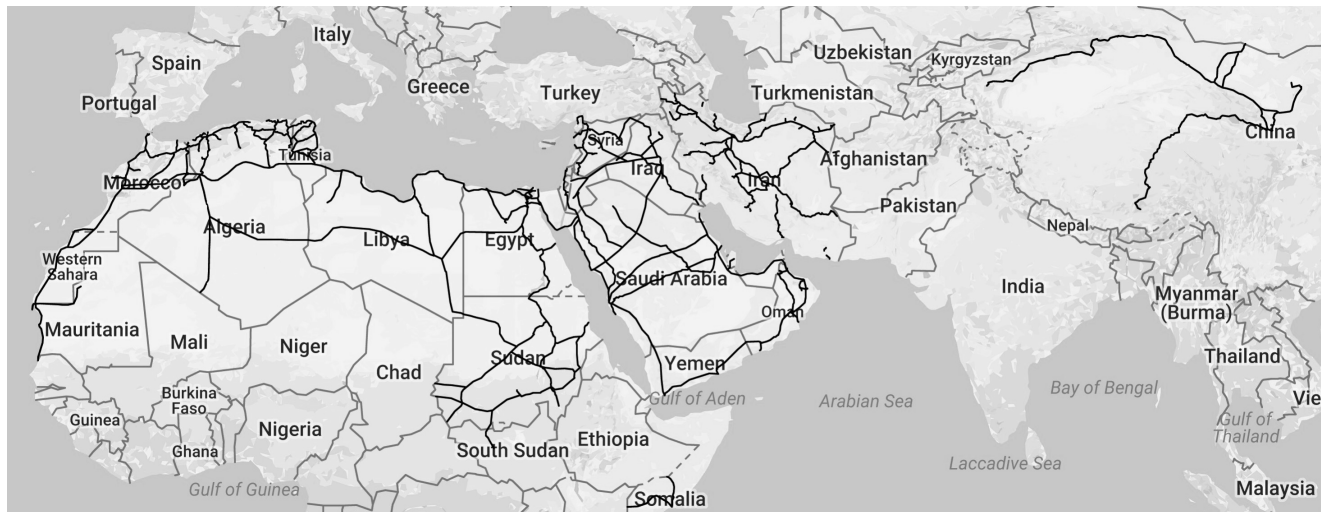 Italy
Spain
Portugal
Greece
Turkey
Uzbekistan
Kyrgyzstan
Turkmenistan
China
Tunisia
Syria
Iraq
Iran
Afghanistan
Pakistan
Morocco
Algeria
Libya
Egypt
Nepal
Western
Sahara
Saudi Arabia
India
Myanmar
(Burma)
Mauritania
Mali
Niger
Chad
Sudan
Oman
Yemen
Thailand
Gulf of Aden
Arabian Sea
Bay of Bengal
Vie
Burkina
Faso
Guinea
Ghana
Nigeria
South Sudan
Ethiopia
Gulf of
Thailand
Laccadive Sea
Gulf of Guinea
Somalia
Malaysia